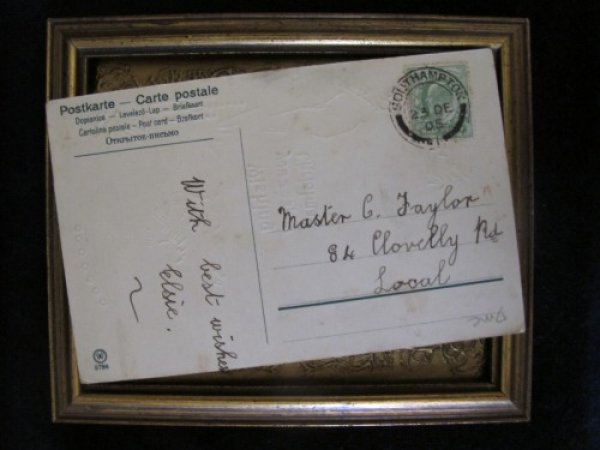 Postkarte — Carte postale
Dopisnice — Levelező-Lap — Briefkaart
Cartolina postale — Post card — Brefkort
Открытое письмо
SOUTHAMPTON
23 DE
05
With best wishes
Elsie.
Master C. Taylor
84 Clovelly Rd
Local